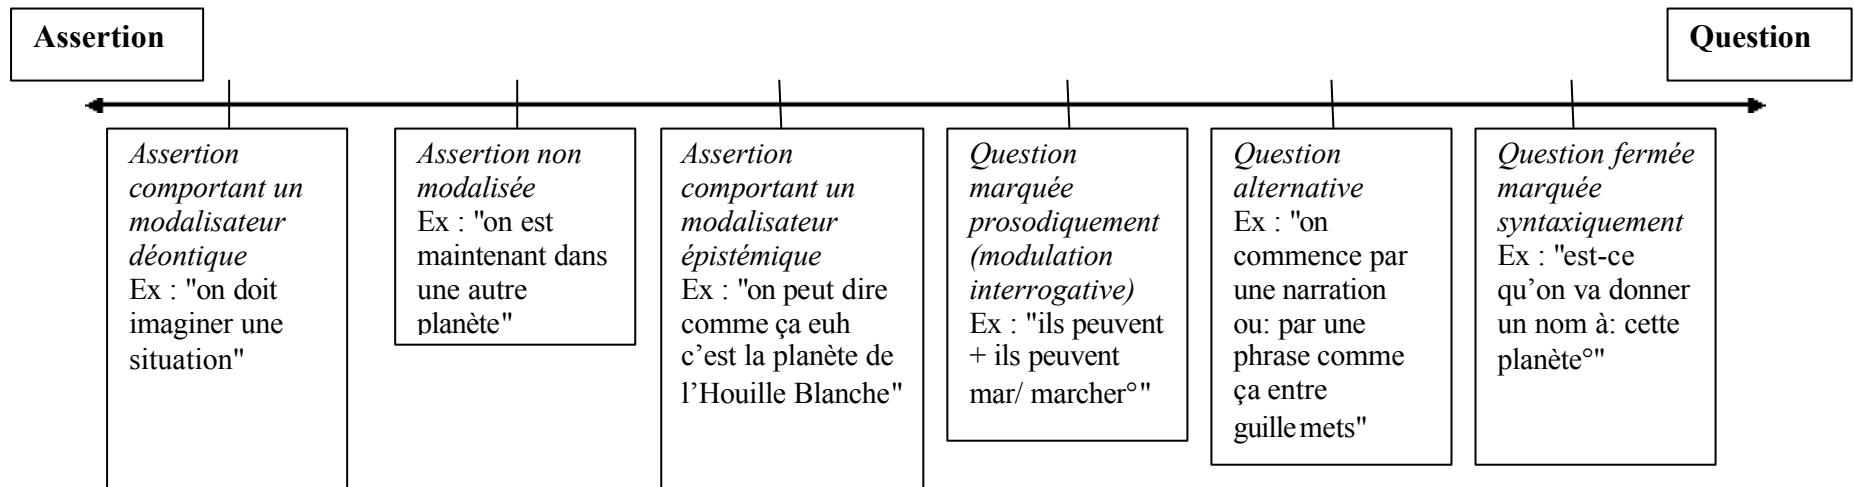 Assertion
Question
Assertion
comportant un
modalisateur
déontique
Ex : "on doit
imaginer une
situation"
Assertion non
modalisée
Ex : "on est
maintenant dans
une autre
planète"
Assertion
comportant un
modalisateur
épistémique
Ex : "on peut dire
comme ça euh
c’est la planète de
l’Houille Blanche"
Question
marquée
prosodiquement
(modulation
interrogative)
Ex : "ils peuvent
+ ils peuvent
mar/ marcher°"
Question
alternative
Ex : "on
commence par
une narration
ou: par une
phrase comme
ça entre
guillemets"
Question fermée
marquée
syntaxiquement
Ex : "est-ce
qu’on va donner
un nom à: cette
planète°"